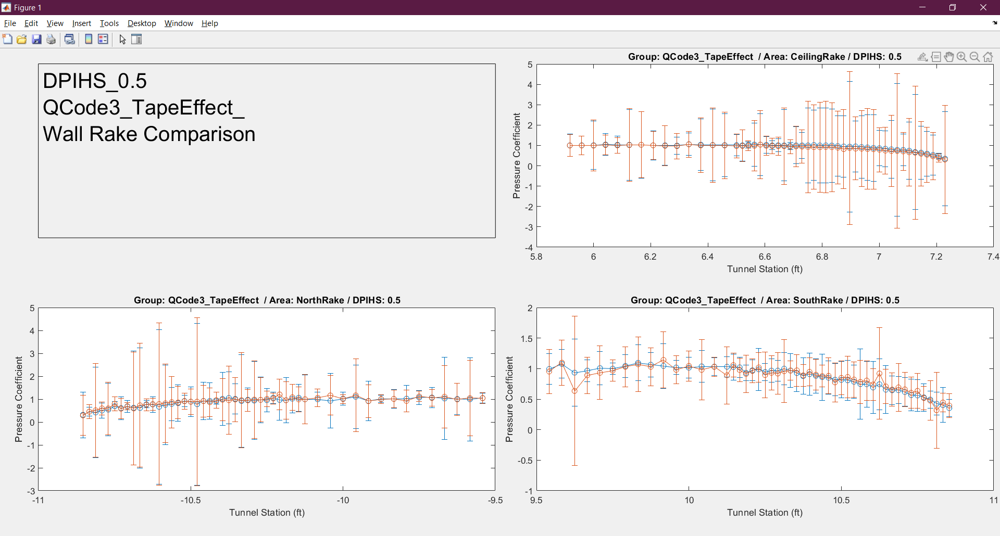 Figure 1
File Edit View Insert Tools Desktop Window Help
DPIHS_0.5
QCode3_TapeEffect_
Wall Rake Comparison
Group: QCode3_TapeEffect / Area: CeilingRake / DPIHS: 0.5
Pressure Coefficient
5
4
3
2
1
0
-1
-2
-3
-4
5.8 6 6.2 6.4 6.6 6.8 7 7.2 7.4
Tunnel Station (ft)
Group: QCode3_TapeEffect / Area: NorthRake / DPIHS: 0.5
Pressure Coefficient
5
4
3
2
1
0
-1
-2
-3
-11 -10.5 -10 -9.5
Tunnel Station (ft)
Group: QCode3_TapeEffect / Area: SouthRake / DPIHS: 0.5
Pressure Coefficient
2
1.5
1
0.5
0
-0.5
-1
9.5 10 10.5 11
Tunnel Station (ft)